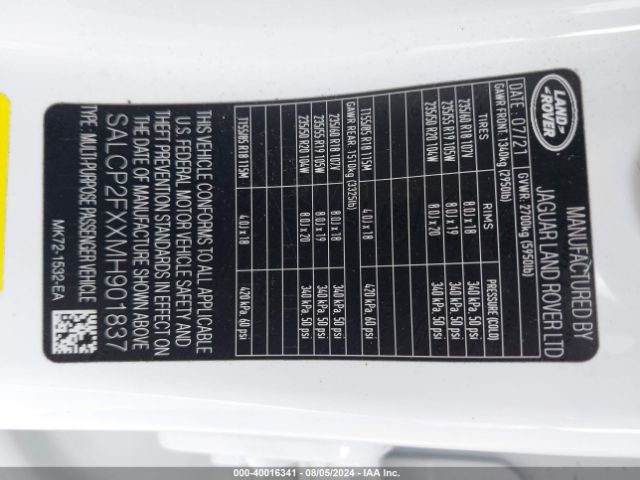 LAND
ROVER
MANUFACTURED BY
JAGUAR LAND ROVER LTD
DATE: 07/21 GVWR: 2700kg (5950lb)
GAWR FRONT: 1340kg (2950lb)
TIRES RIMS PRESSURE (COLD)
235/60 R18 107V 8.0J x 18 340 kPa, 50 psi
235/55 R19 105W 8.0J x 19 340 kPa, 50 psi
235/50 R20 104W 8.0J x 20 340 kPa, 50 psi
T155/85 R18 115M 4.0J x 18 420 kPa, 60 psi
GAWR REAR: 1510kg (3325lb)
235/60 R18 107V 8.0J x 18 340 kPa, 50 psi
235/55 R19 105W 8.0J x 19 340 kPa, 50 psi
235/50 R20 104W 8.0J x 20 340 kPa, 50 psi
T155/85 R18 115M 4.0J x 18 420 kPa, 60 psi
THIS VEHICLE CONFORMS TO ALL APPLICABLE
U.S. FEDERAL MOTOR VEHICLE SAFETY AND
THEFT PREVENTION STANDARDS IN EFFECT ON
THE DATE OF MANUFACTURE SHOWN ABOVE
SALCP2FXXMH901837
TYPE: MULTI-PURPOSE PASSENGER VEHICLE
MK72-1532-EA
000-40016341 - 08/05/2024 - IAA Inc.